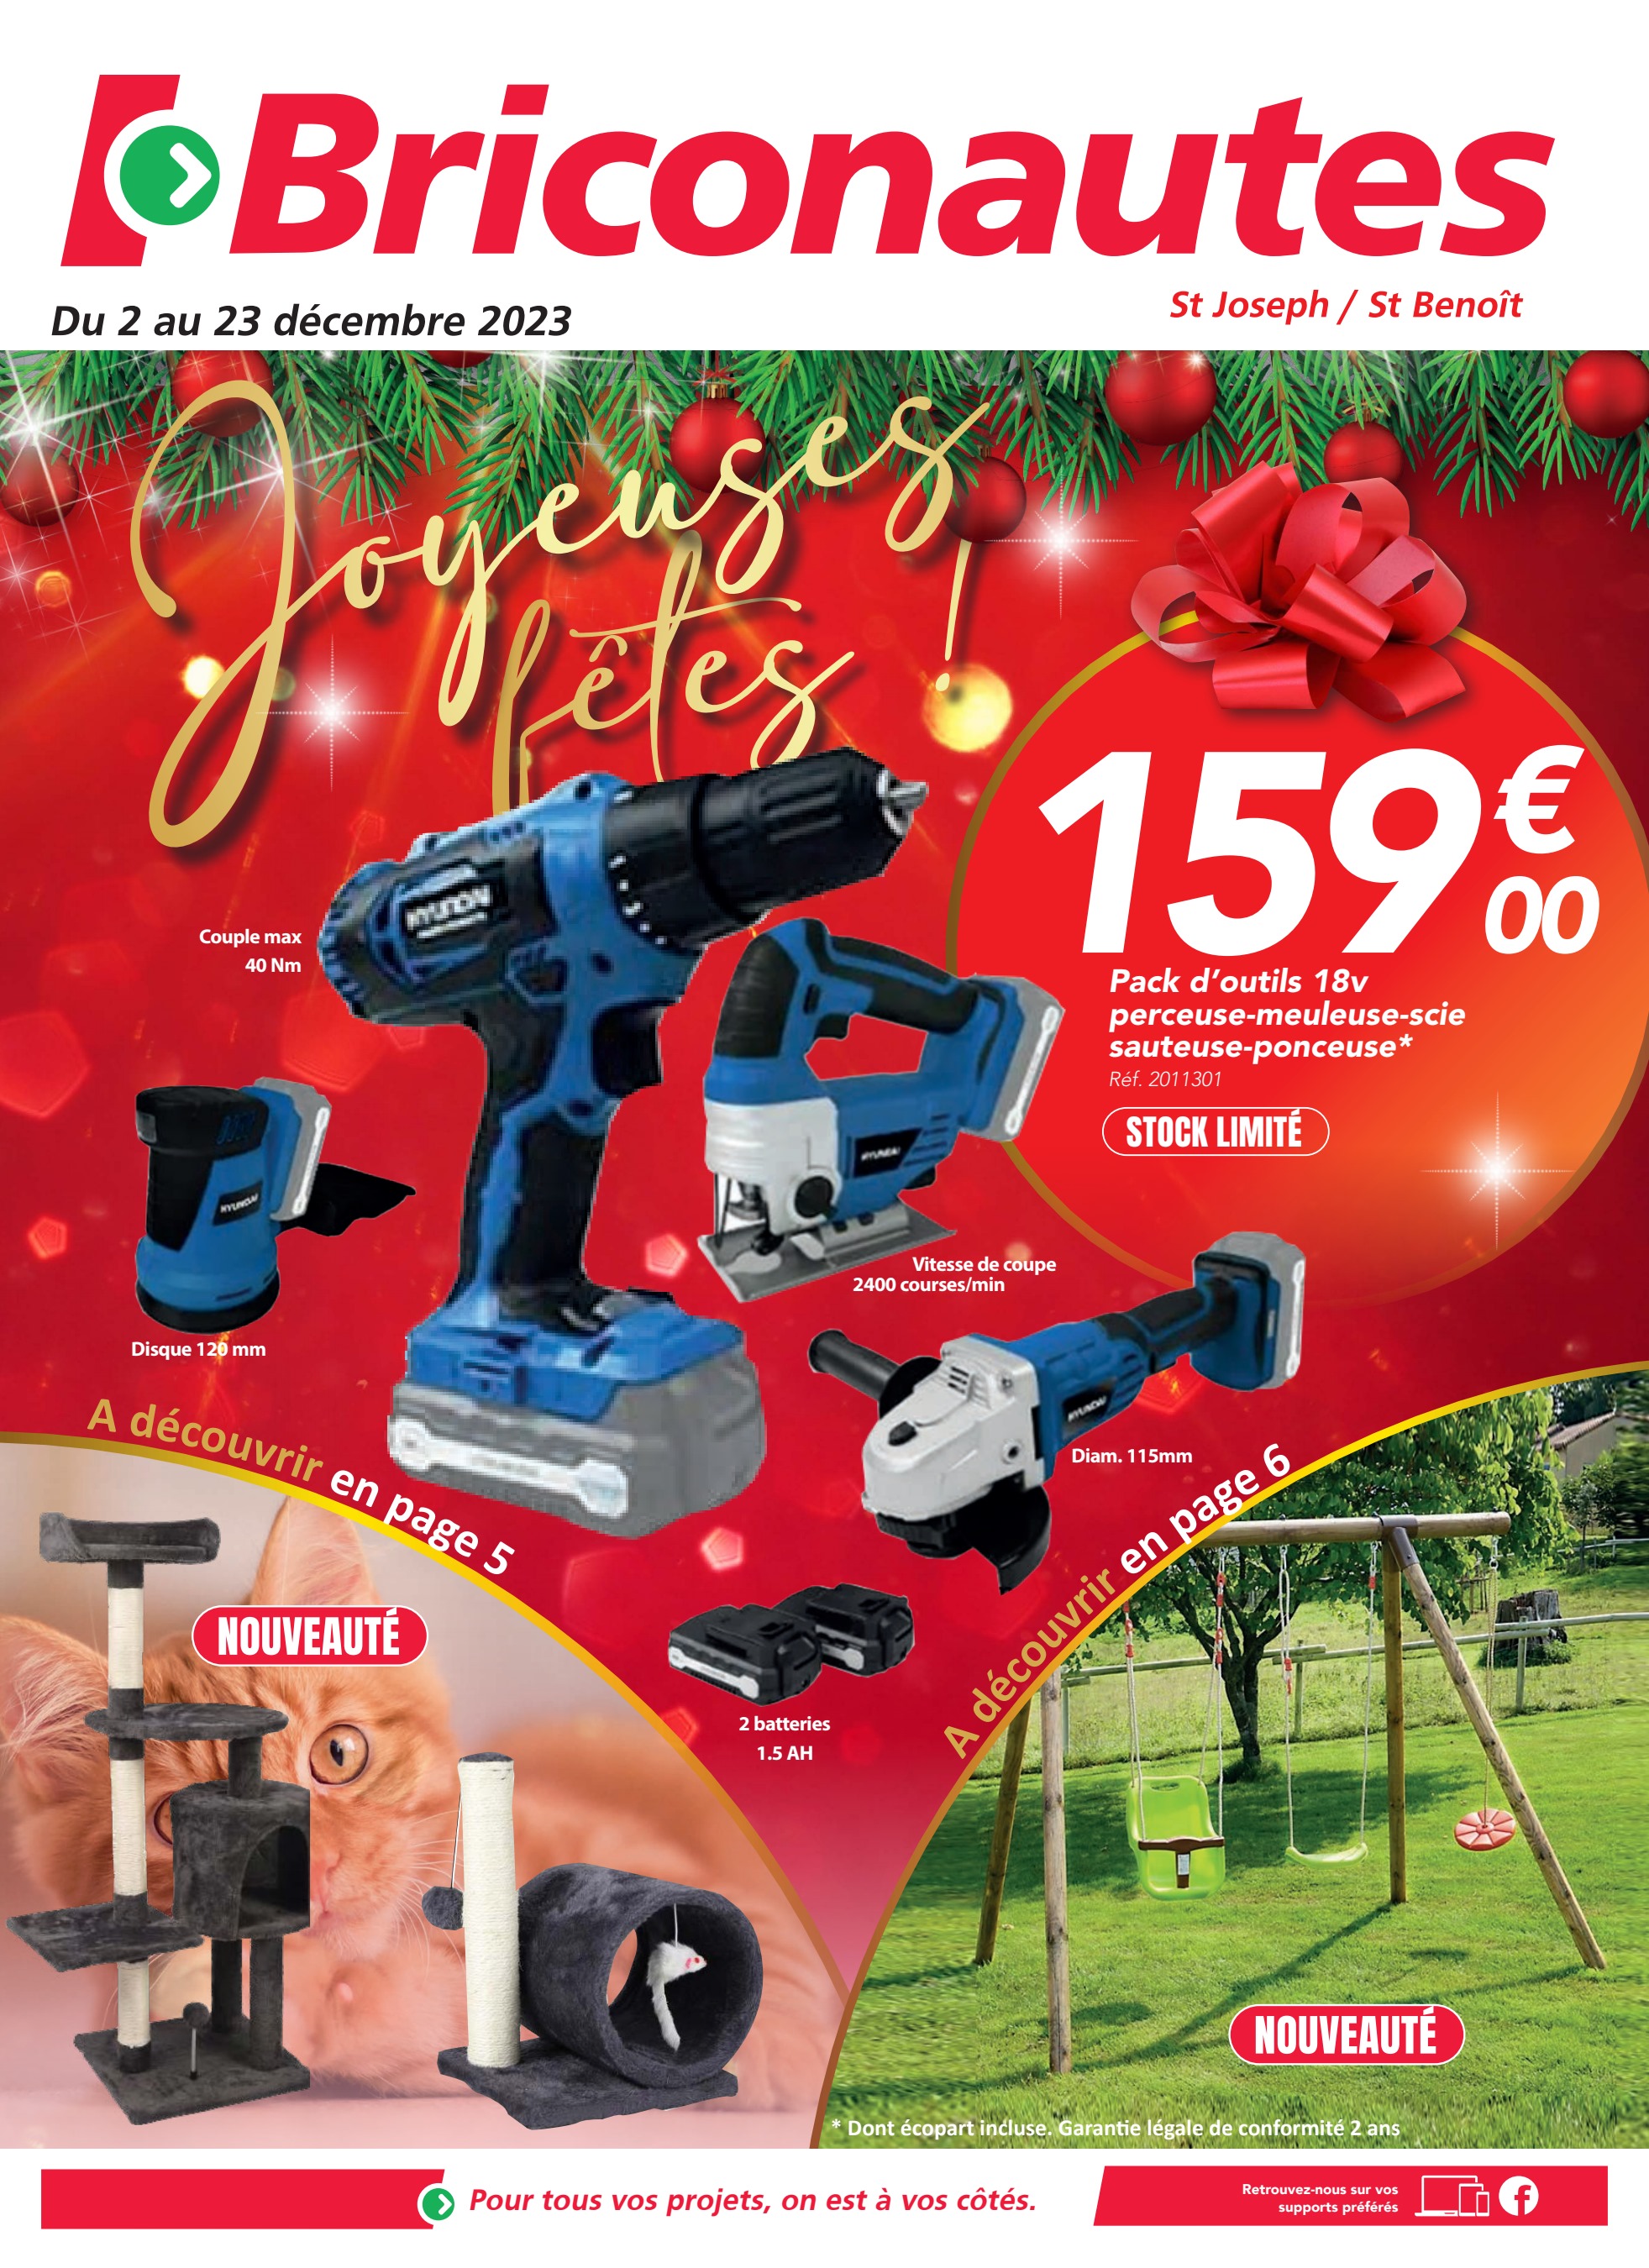 Briconautes
Du 2 au 23 décembre 2023
St Joseph / St Benoît
Joyeuses
fêtes !
159€
00
Pack d'outils 18v
perceuse-meuleuse-scie
sauteuse-ponceuse*
Réf. 2011301
STOCK LIMITÉ
Couple max
40 Nm
HYUNDAI
HYUNDAI
HYUNDAI
Vitesse de coupe
2400 courses/min
Disque 120 mm
HYUNDAI
Diam. 115mm
A découvrir en page 5
A découvrir en page 6
NOUVEAUTÉ
2 batteries
1.5 AH
NOUVEAUTÉ
* Dont écopart incluse. Garantie légale de conformité 2 ans
Pour tous vos projets, on est à vos côtés.
Retrouvez-nous sur vos
supports préférés